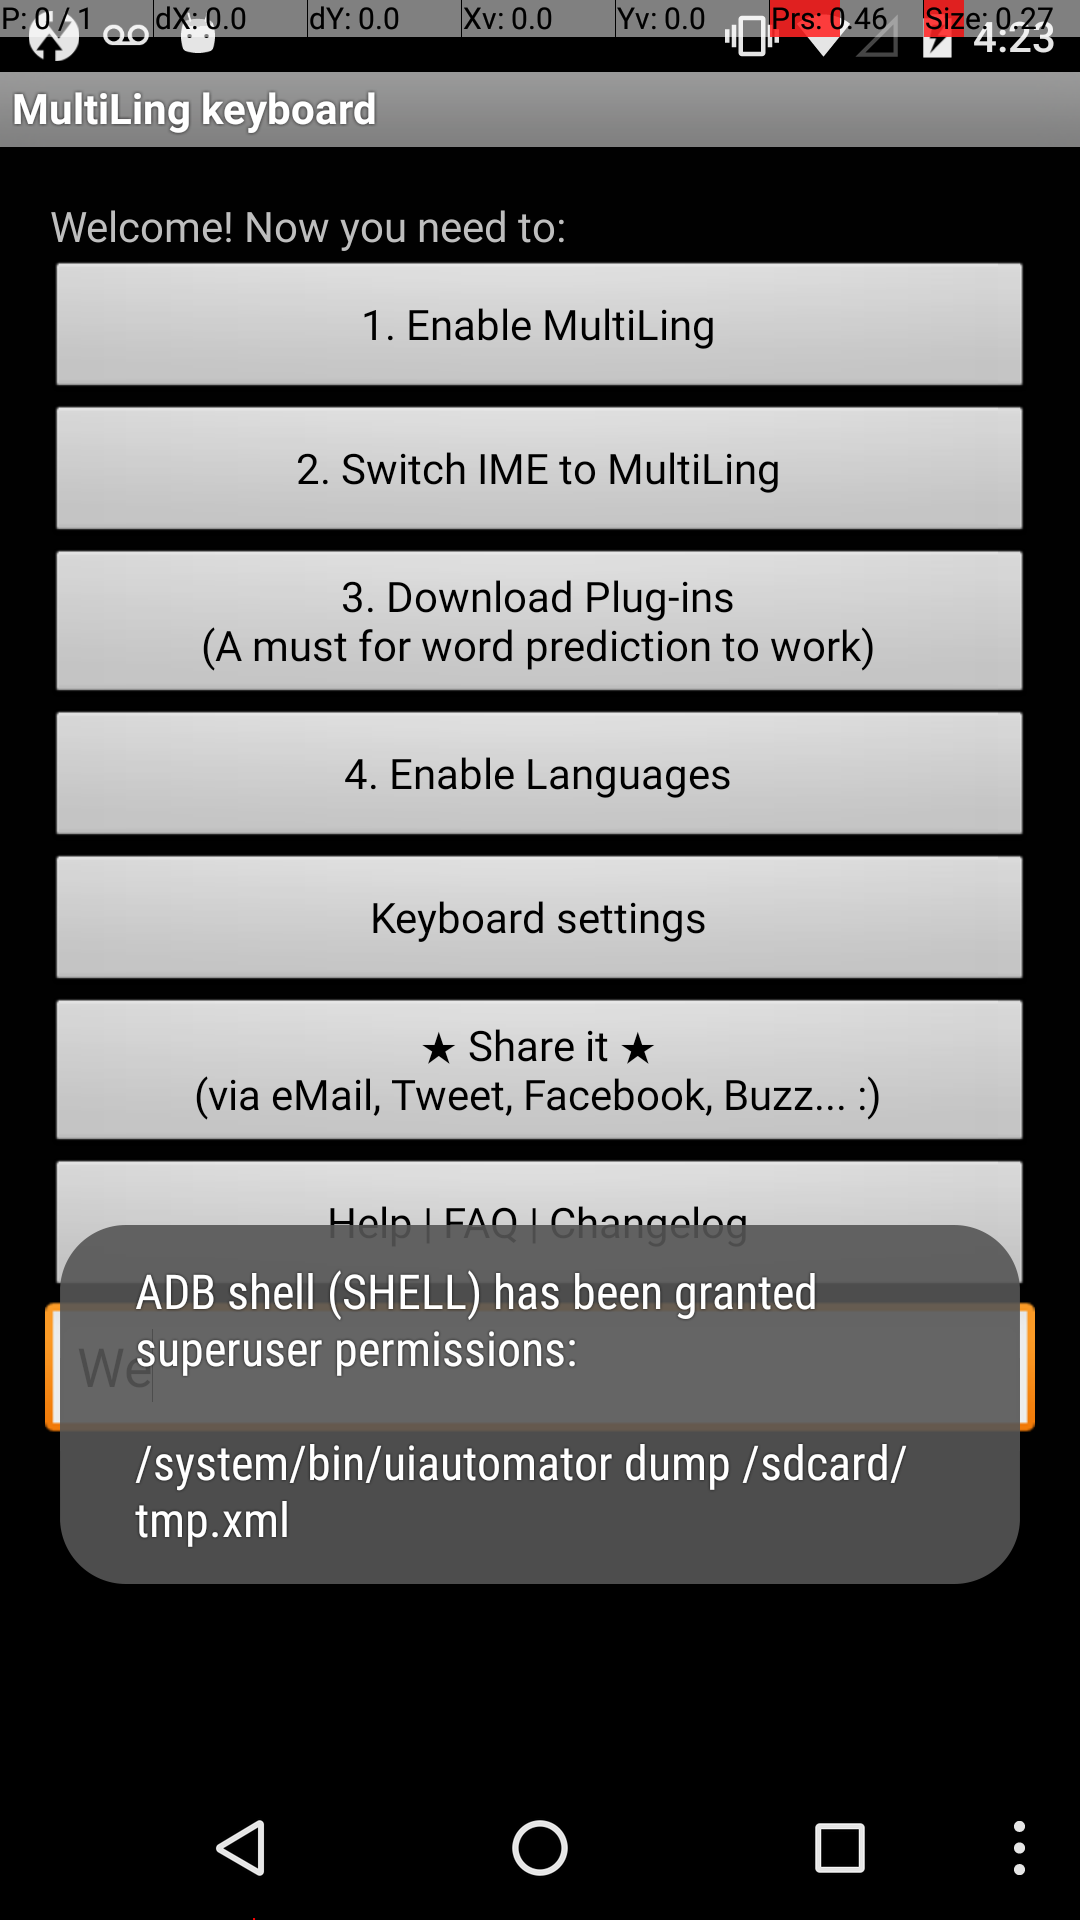 P: 0 / 1 dX: 0.0 dY: 0.0 Xv: 0.0 Yv: 0.0 Prs: 0.46 Size: 0.27
4:23
MultiLing keyboard
Welcome! Now you need to:
1. Enable MultiLing
2. Switch IME to MultiLing
3. Download Plug-ins
(A must for word prediction to work)
4. Enable Languages
Keyboard settings
★ Share it ★
(via eMail, Tweet, Facebook, Buzz... :)
Help | FAQ | Changelog
ADB shell (SHELL) has been granted
superuser permissions:
We
/system/bin/uiautomator dump /sdcard/
tmp.xml